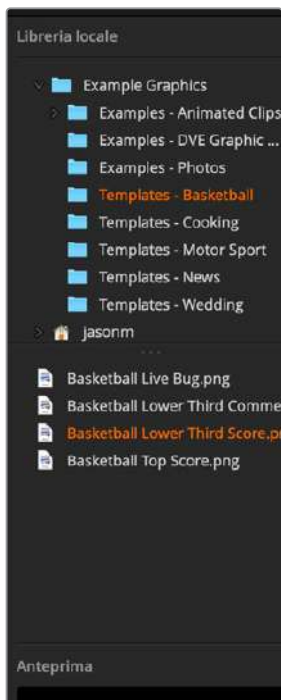 Libreria locale
Example Graphics
Examples - Animated Clips
Examples - DVE Graphic ...
Examples - Photos
Templates - Basketball
Templates - Cooking
Templates - Motor Sport
Templates - News
Templates - Wedding
jasonm
Basketball Live Bug.png
Basketball Lower Third Comme
Basketball Lower Third Score.p
Basketball Top Score.png
Anteprima